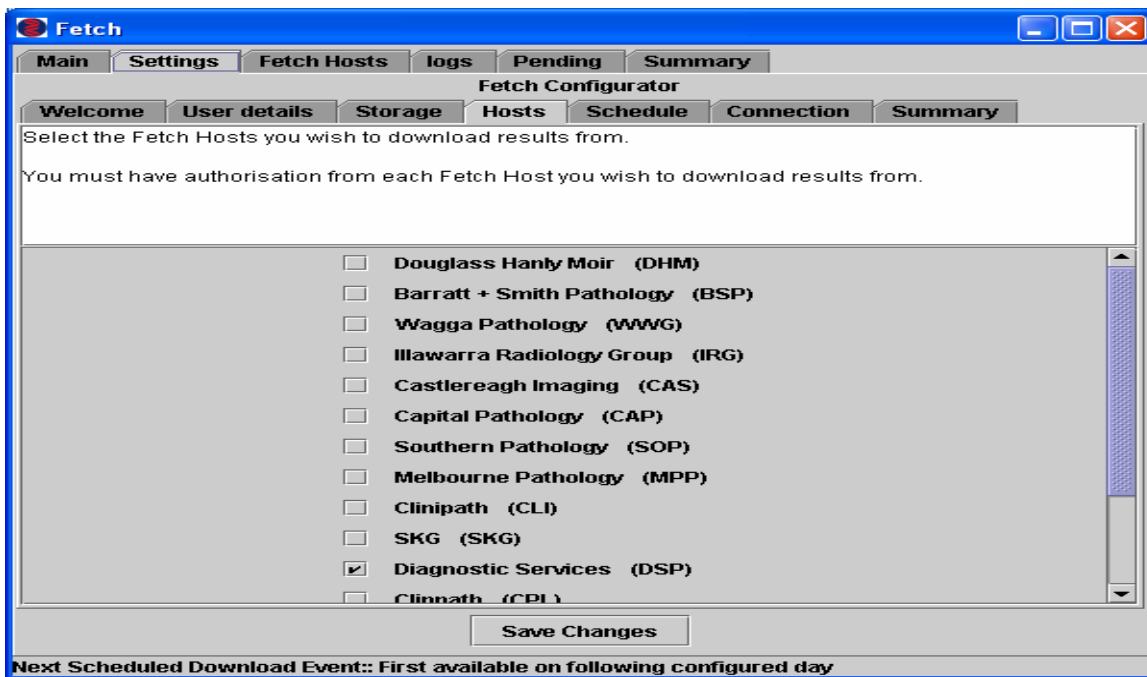 Fetch
Main Settings Fetch Hosts logs Pending Summary
Fetch Configurator
Welcome User details Storage Hosts Schedule Connection Summary
Select the Fetch Hosts you wish to download results from.
You must have authorisation from each Fetch Host you wish to download results from.
Douglass Hanly Moir (DHM)
Barratt + Smith Pathology (BSP)
Wagga Pathology (WWG)
Illawarra Radiology Group (IRG)
Castlereagh Imaging (CAS)
Capital Pathology (CAP)
Southern Pathology (SOP)
Melbourne Pathology (MPP)
Clinipath (CLI)
SKG (SKG)
Diagnostic Services (DSP)
Clinpath (CPL)
Save Changes
Next Scheduled Download Event:: First available on following configured day